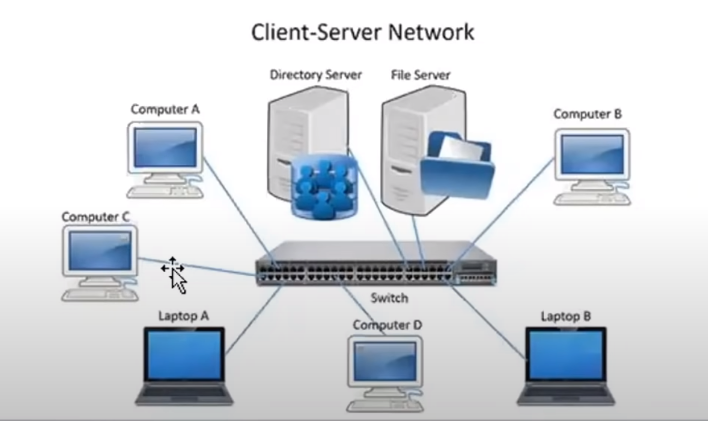 Client-Server Network
Directory Server
File Server
Computer A
Computer B
Computer C
Switch
Laptop A
Computer D
Laptop B